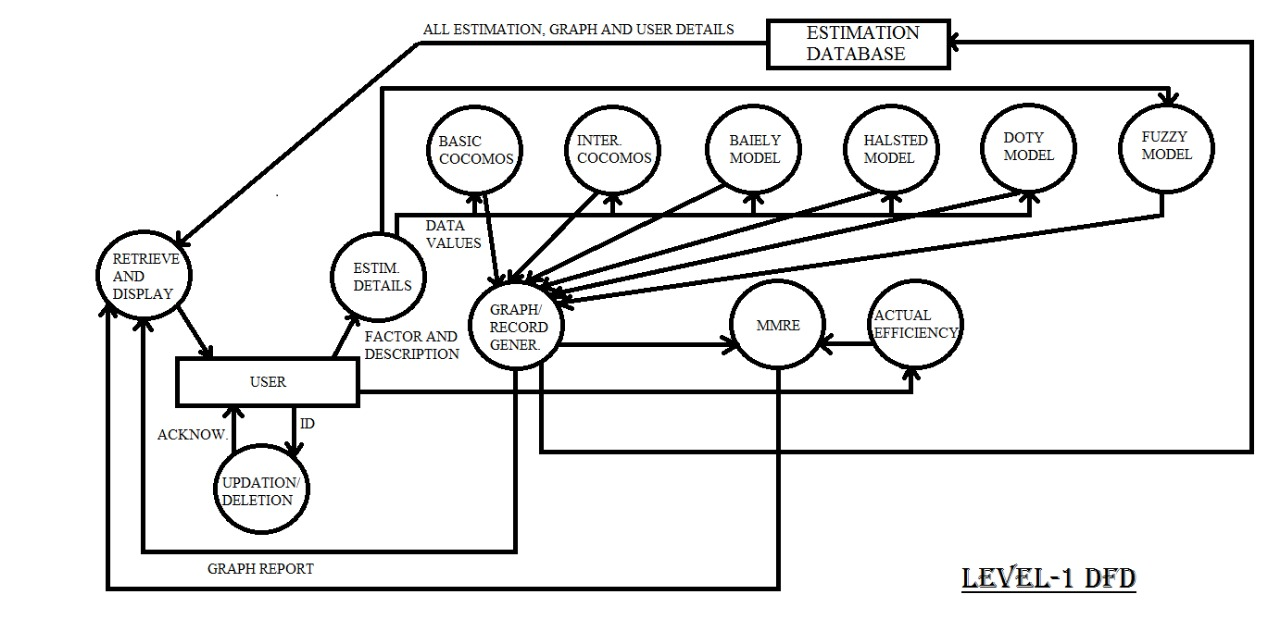 ALL ESTIMATION, GRAPH AND USER DETAILS
ESTIMATION
DATABASE
BASIC
COCOMOS
INTER.
COCOMOS
BAIELY
MODEL
HALSTED
MODEL
DOTY
MODEL
FUZZY
MODEL
DATA
VALUES
RETRIEVE
AND
DISPLAY
ESTIM.
DETAILS
GRAPH/
RECORD
GENER.
MMRE
ACTUAL
EFFICIENCY
FACTOR AND
DESCRIPTION
USER
ACKNOW.
ID
UPDATION/
DELETION
GRAPH REPORT
LEVEL-1 DFD